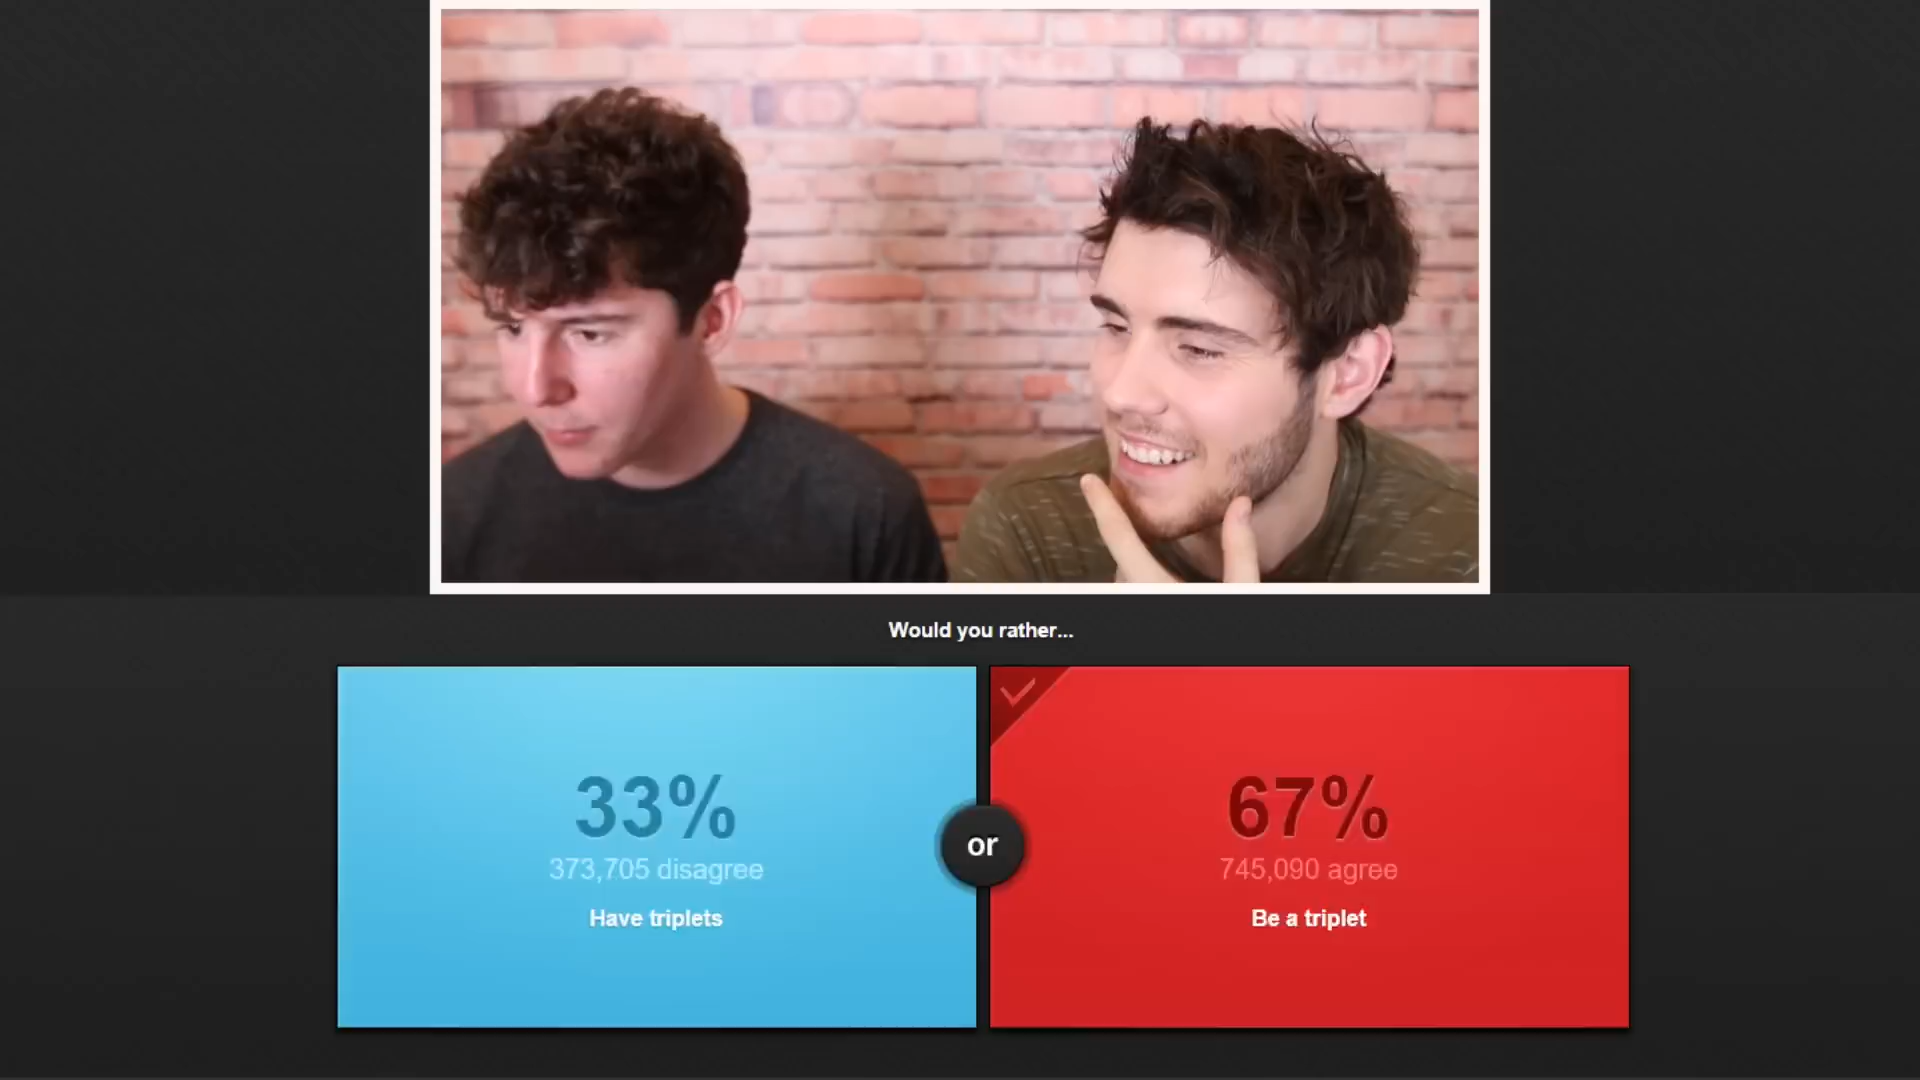 Would you rather...
33%
373,705 disagree
Have triplets
or
67%
745,090 agree
Be a triplet